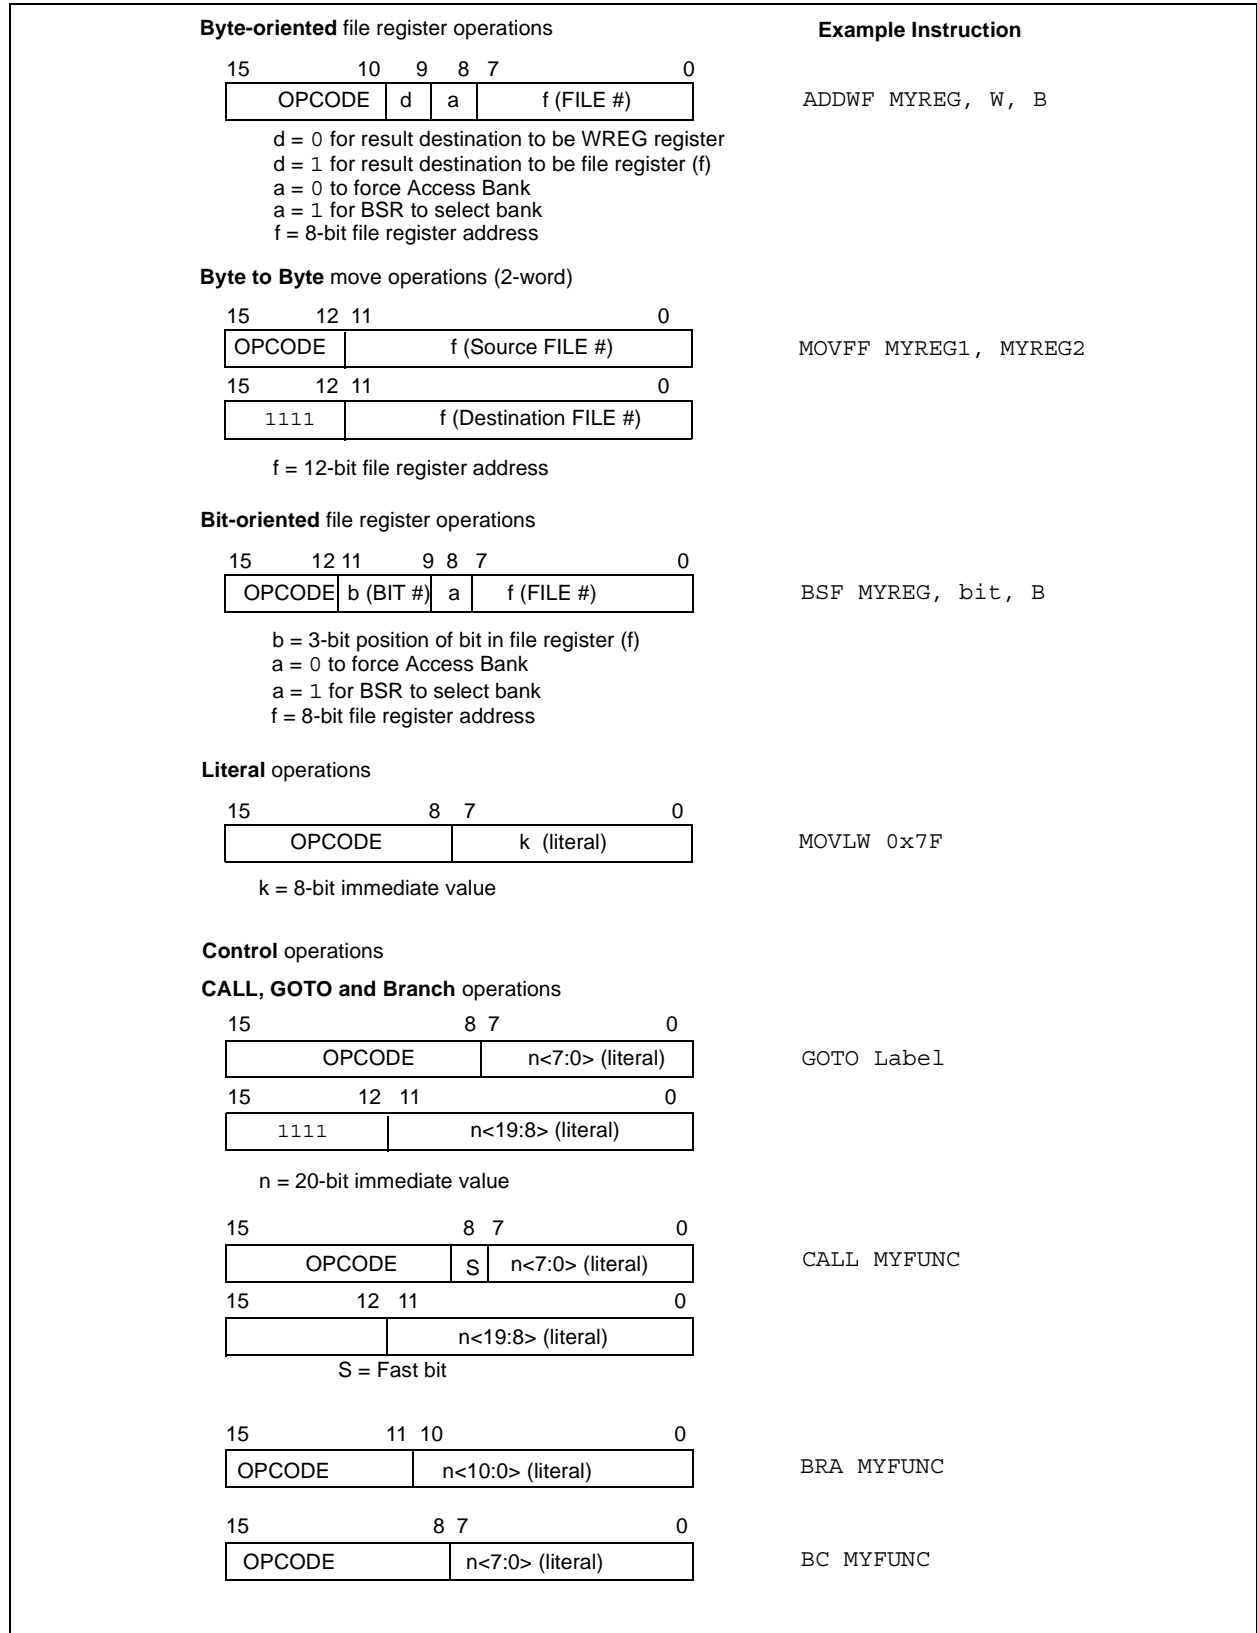 Byte-oriented file register operations Example Instruction
15 10 9 8 7 0
OPCODE d a f (FILE #) ADDWF MYREG, W, B
d = 0 for result destination to be WREG register
d = 1 for result destination to be file register (f)
a = 0 to force Access Bank
a = 1 for BSR to select bank
f = 8-bit file register address
Byte to Byte move operations (2-word)
15 12 11 0
OPCODE f (Source FILE #) MOVFF MYREG1, MYREG2
15 12 11 0
1111 f (Destination FILE #)
f = 12-bit file register address
Bit-oriented file register operations
15 12 11 9 8 7 0
OPCODE b (BIT #) a f (FILE #) BSF MYREG, bit, B
b = 3-bit position of bit in file register (f)
a = 0 to force Access Bank
a = 1 for BSR to select bank
f = 8-bit file register address
Literal operations
15 8 7 0
OPCODE k (literal) MOVLW 0x7F
k = 8-bit immediate value
Control operations
CALL, GOTO and Branch operations
15 8 7 0
OPCODE n<7:0> (literal) GOTO Label
15 12 11 0
1111 n<19:8> (literal)
n = 20-bit immediate value
15 8 7 0
OPCODE S n<7:0> (literal) CALL MYFUNC
15 12 11 0
n<19:8> (literal)
S = Fast bit
15 11 10 0
OPCODE n<10:0> (literal) BRA MYFUNC
15 8 7 0
OPCODE n<7:0> (literal) BC MYFUNC